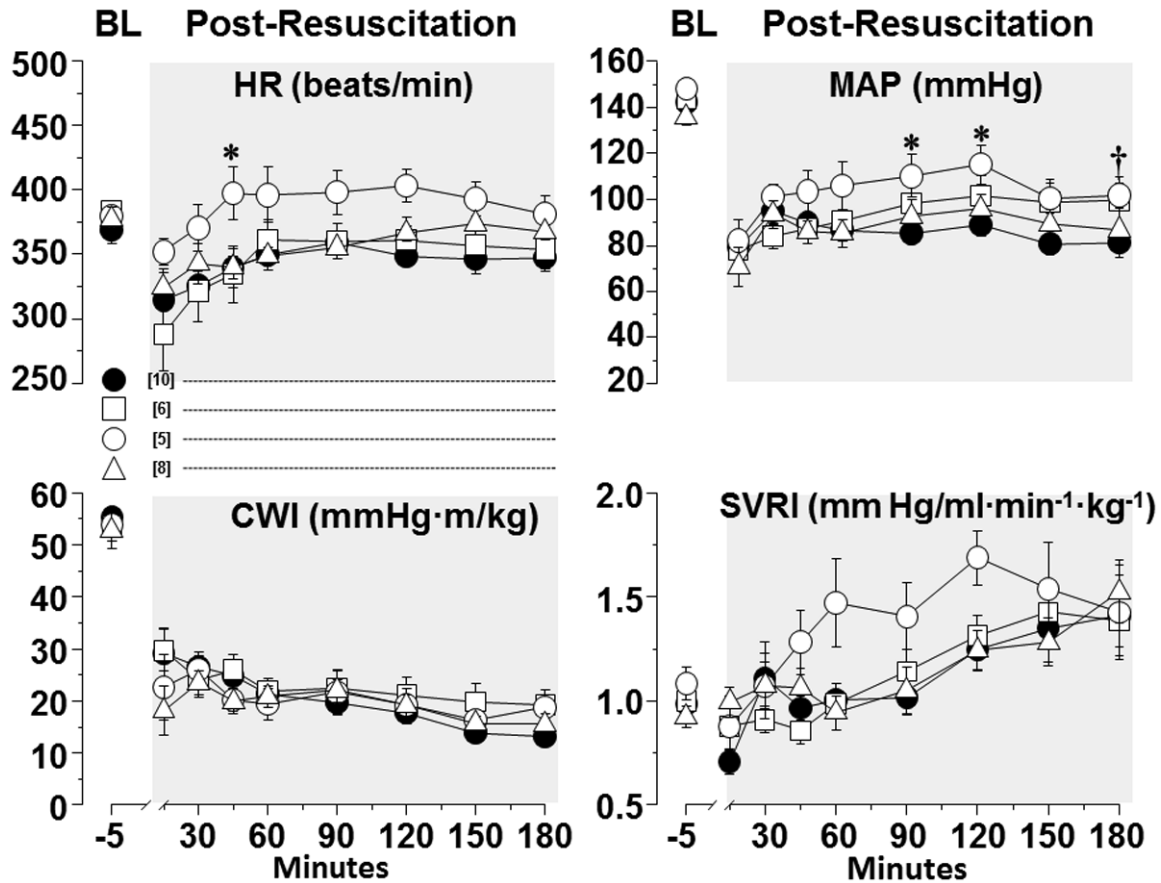 BL Post-Resuscitation
BL Post-Resuscitation
HR (beats/min)
500
450
400
350
300
250
*
MAP (mmHg)
160
140
120
100
80
60
40
20
* * †
[10]
[6]
[5]
[8]
CWI (mmHg·m/kg)
60
50
40
30
20
10
0
-5 30 60 90 120 150 180
Minutes
SVRI (mm Hg/ml·min-1·kg-1)
2.0
1.5
1.0
0.5
-5 30 60 90 120 150 180
Minutes